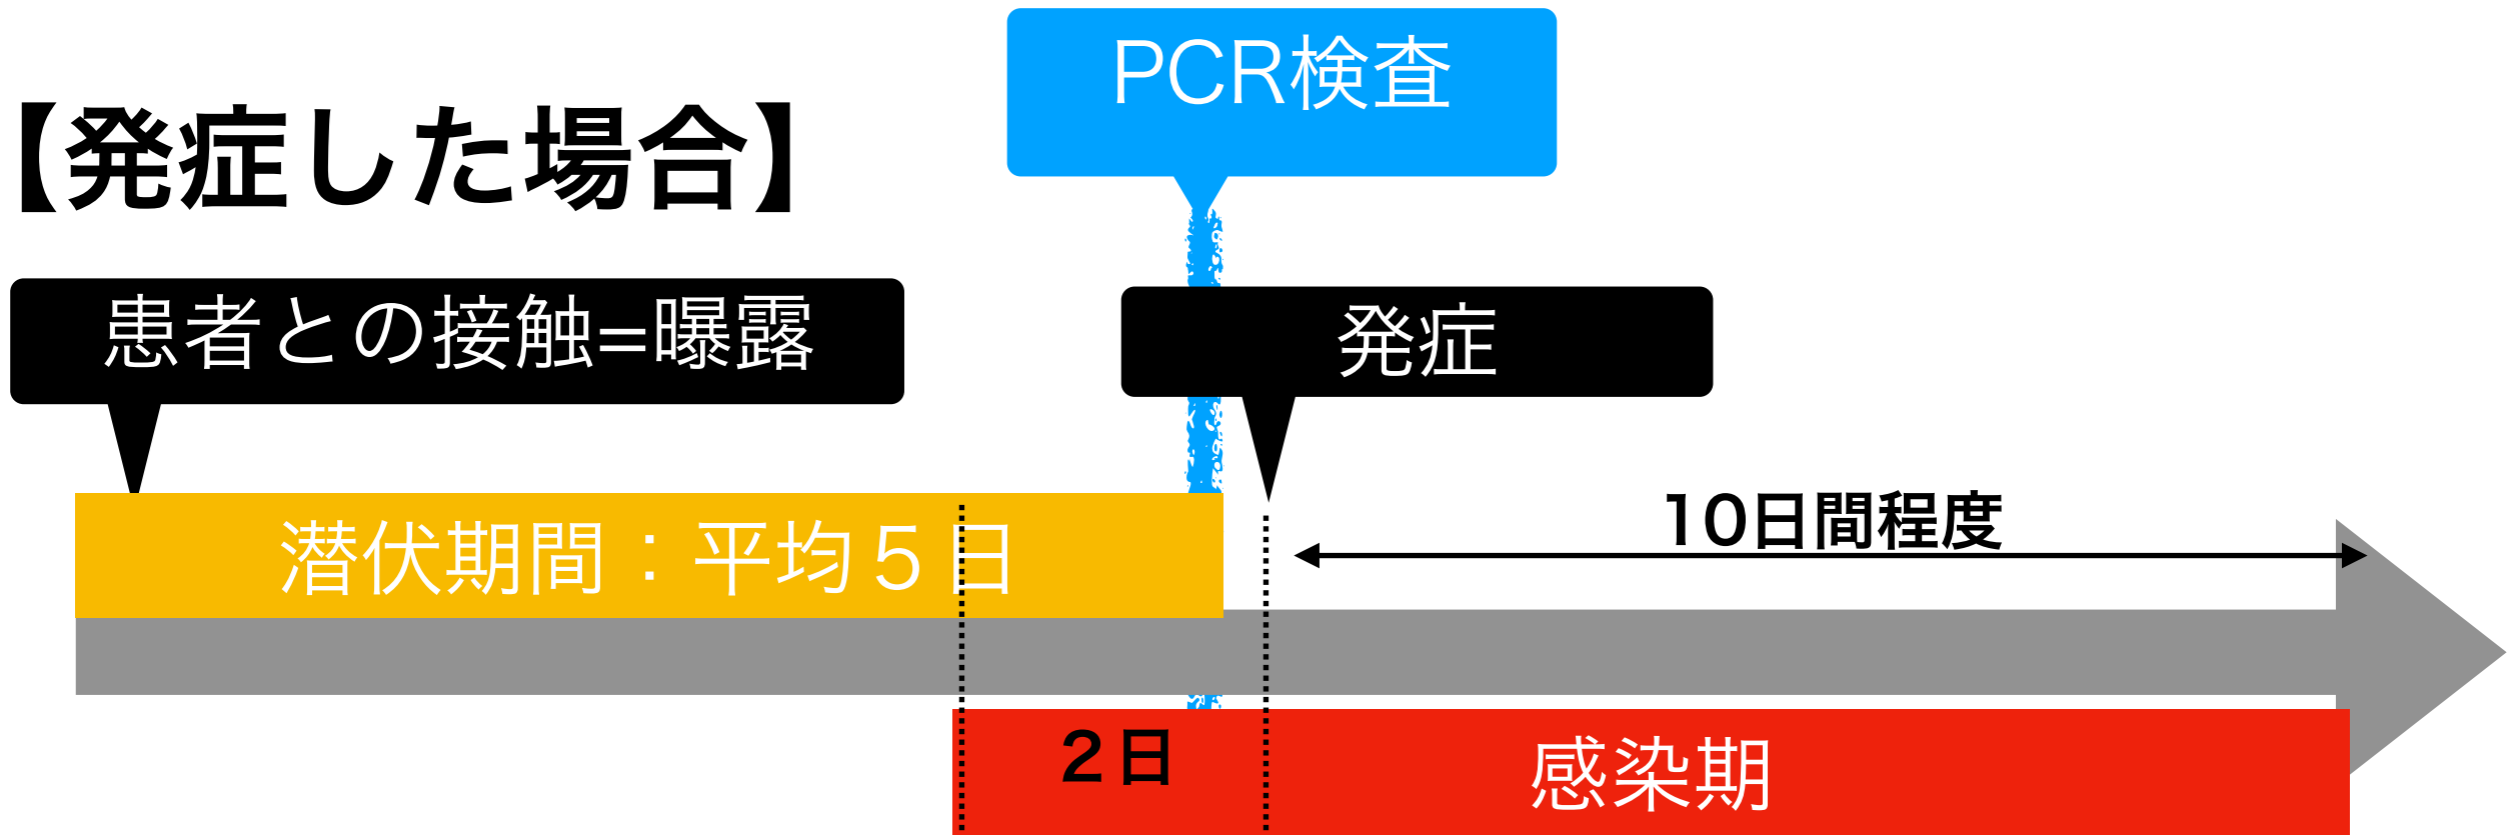 PCR検査
【発症した場合】
患者との接触=曝露
発症
10日間程度
潜伏期間：平均５日
２日
感染期